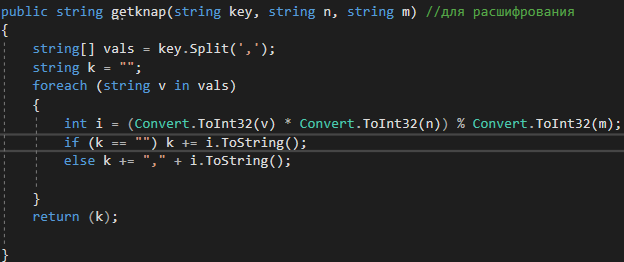 public string getknap(string key, string n, string m) //для расшифрования
{
string[] vals = key.Split(',');
string k = "";
foreach (string v in vals)
{
int i = (Convert.ToInt32(v) * Convert.ToInt32(n)) % Convert.ToInt32(m);
if (k == "") k += i.ToString();
else k += "," + i.ToString();
}
return (k);
}